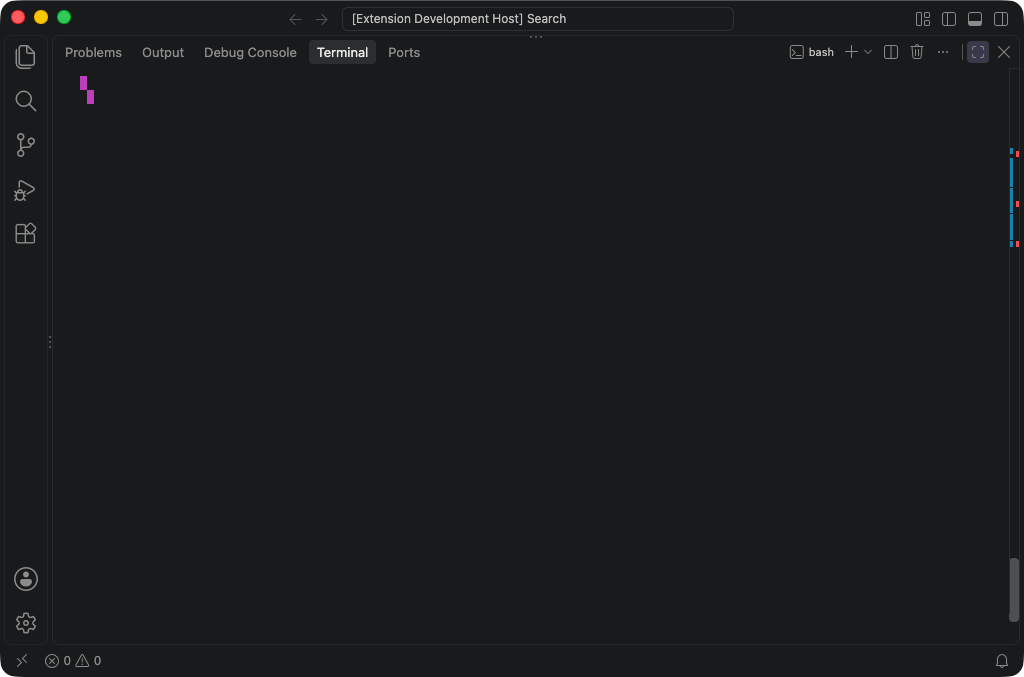 [Extension Development Host] Search
Problems Output Debug Console Terminal Ports bash
0 0